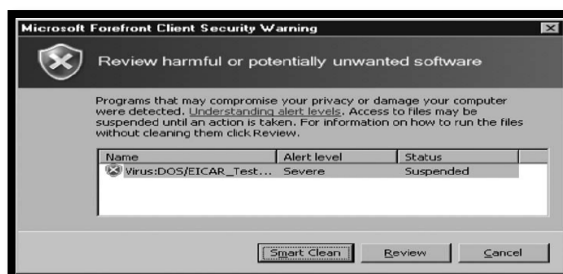 Microsoft Forefront Client Security Warning
Review harmful or potentially unwanted software
Programs that may compromise your privacy or damage your computer
were detected. Understanding alert levels. Access to files may be
suspended until an action is taken. For information on how to run the files
without cleaning them click Review.
Name Alert level Status
Virus:DOS/EICAR_Test... Severe Suspended
Smart Clean Review Cancel